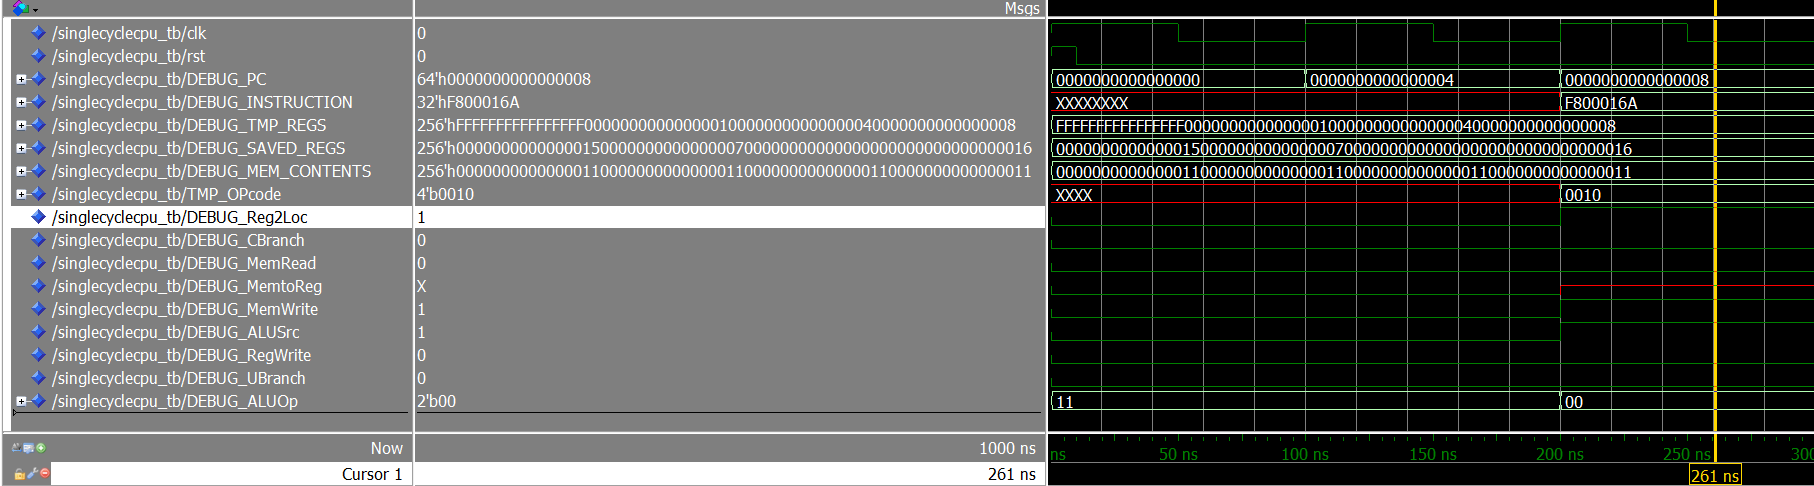 Msgs
/singlecyclecpu_tb/clk 0
/singlecyclecpu_tb/rst 0
/singlecyclecpu_tb/DEBUG_PC 64'h0000000000000008 0000000000000000 0000000000000004 0000000000000008
/singlecyclecpu_tb/DEBUG_INSTRUCTION 32'hF800016A XXXXXXXX F800016A
/singlecyclecpu_tb/DEBUG_TMP_REGS 256'hFFFFFFFFFFFFFFFF000000000000000100000000000000040000000000000008 FFFFFFFFFFFFFFFF000000000000000100000000000000040000000000000008
/singlecyclecpu_tb/DEBUG_SAVED_REGS 256'h0000000000000015000000000000000700000000000000000000000000000016 0000000000000015000000000000000700000000000000000000000000000016
/singlecyclecpu_tb/DEBUG_MEM_CONTENTS 256'h0000000000000011000000000000001100000000000000110000000000000011 0000000000000011000000000000001100000000000000110000000000000011
/singlecyclecpu_tb/TMP_OPcode 4'b0010 XXXX 0010
/singlecyclecpu_tb/DEBUG_Reg2Loc 1
/singlecyclecpu_tb/DEBUG_CBranch 0
/singlecyclecpu_tb/DEBUG_MemRead 0
/singlecyclecpu_tb/DEBUG_MemtoReg X
/singlecyclecpu_tb/DEBUG_MemWrite 1
/singlecyclecpu_tb/DEBUG_ALUSrc 1
/singlecyclecpu_tb/DEBUG_RegWrite 0
/singlecyclecpu_tb/DEBUG_UBranch 0
/singlecyclecpu_tb/DEBUG_ALUOp 2'b00 11 00
Now 1000 ns ns 50 ns 100 ns 150 ns 200 ns 250 ns 300
Cursor 1 261 ns 261 ns